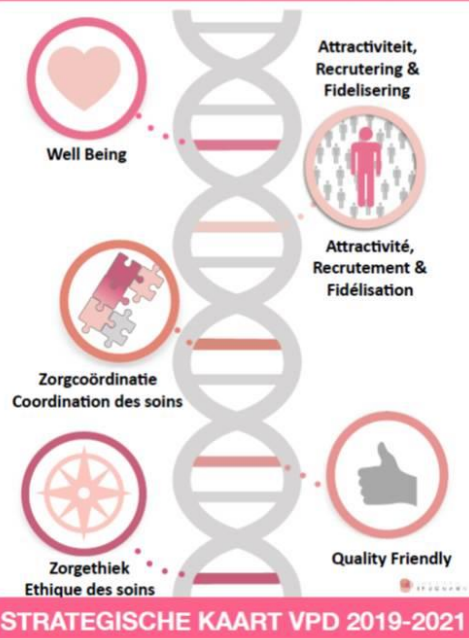 Attractiviteit,
Recrutering &
Fidelisering
Well Being
Attractivité,
Recrutement &
Fidélisation
Zorgcoördinatie
Coordination des soins
Quality Friendly
Zorgethiek
Ethique des soins
STRATEGISCHE KAART VPD 2019-2021